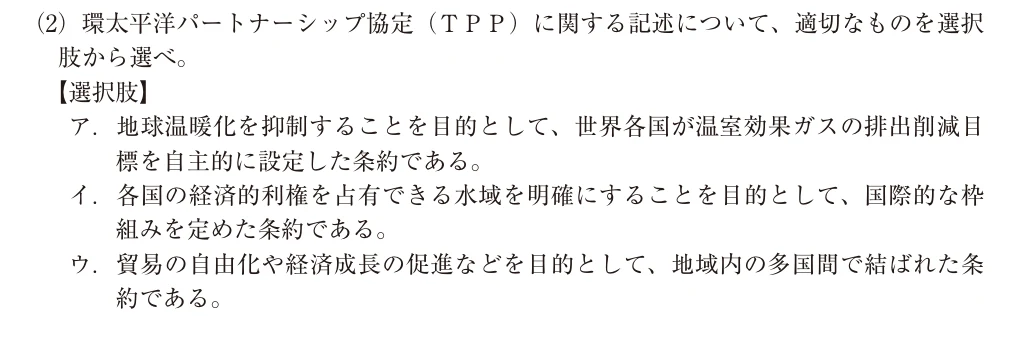 (2) 環太平洋パートナーシップ協定（ＴＰＰ）に関する記述について、適切なものを選択
肢から選べ。
【選択肢】
ア．地球温暖化を抑制することを目的として、世界各国が温室効果ガスの排出削減目
標を自主的に設定した条約である。
イ．各国の経済的利権を占有できる水域を明確にすることを目的として、国際的な枠
組みを定めた条約である。
ウ．貿易の自由化や経済成長の促進などを目的として、地域内の多国間で結ばれた条
約である。